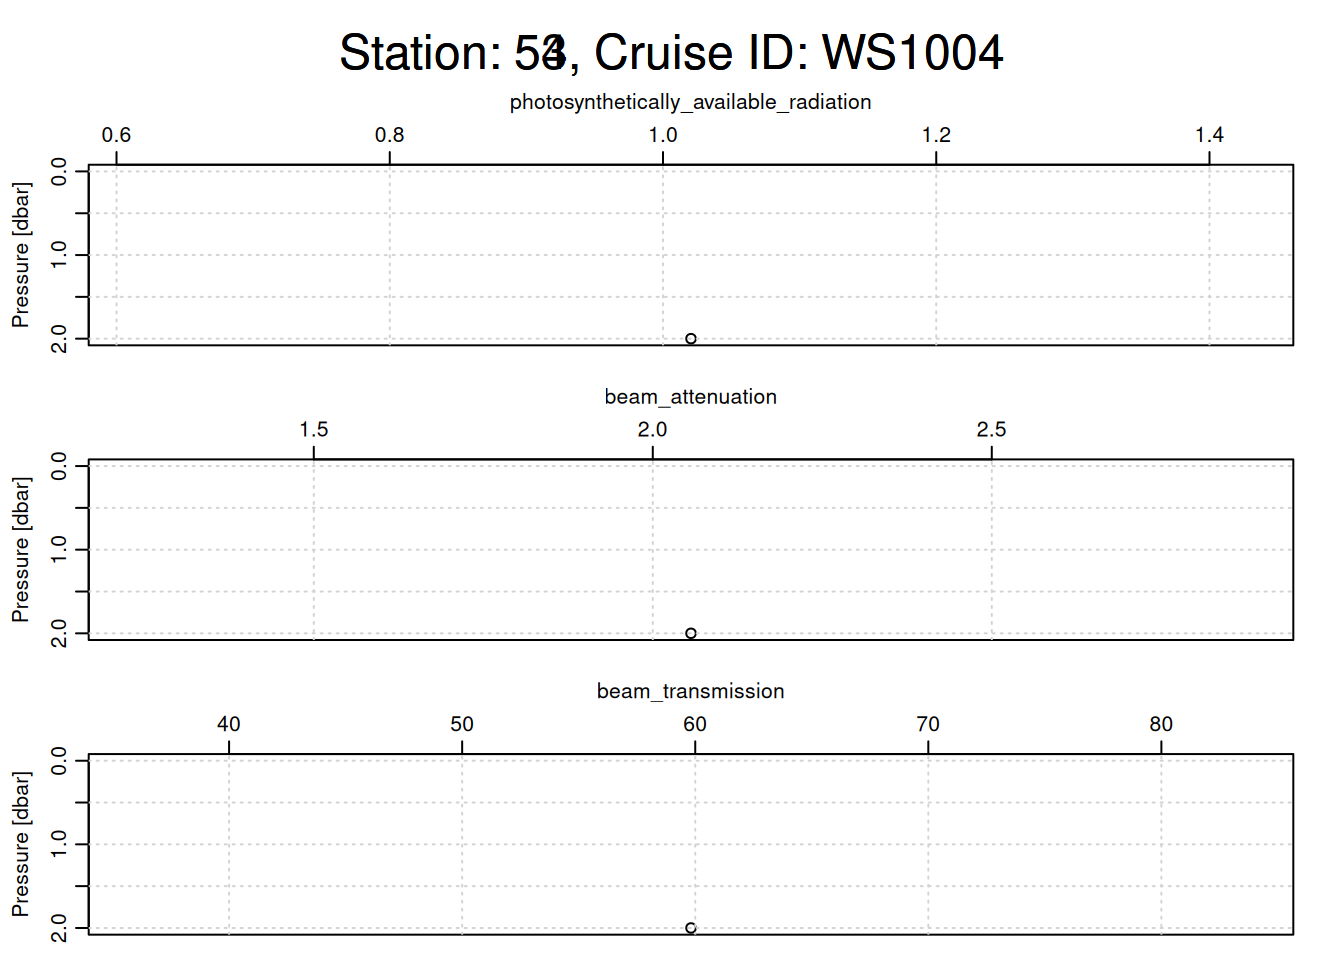 Station: , Cruise ID: WS1004
photosynthetically_available_radiation
0.6 0.8 1.0 1.2 1.4
Pressure [dbar]
0.0
1.0
2.0
beam_attenuation
1.5 2.0 2.5
Pressure [dbar]
0.0
1.0
2.0
beam_transmission
40 50 60 70 80
Pressure [dbar]
0.0
1.0
2.0